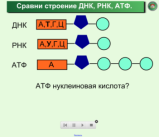 Сравни строение ДНК, РНК, АТФ.
ДНК А,Т,Г,Ц
РНК А,У,Г,Ц
АТФ А
АТФ нуклеиновая кислота?